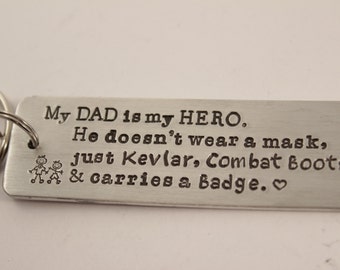 My DAD is my HERO.
He doesn't wear a mask,
just Kevlar, Combat Boot
& carries a Badge. ♡